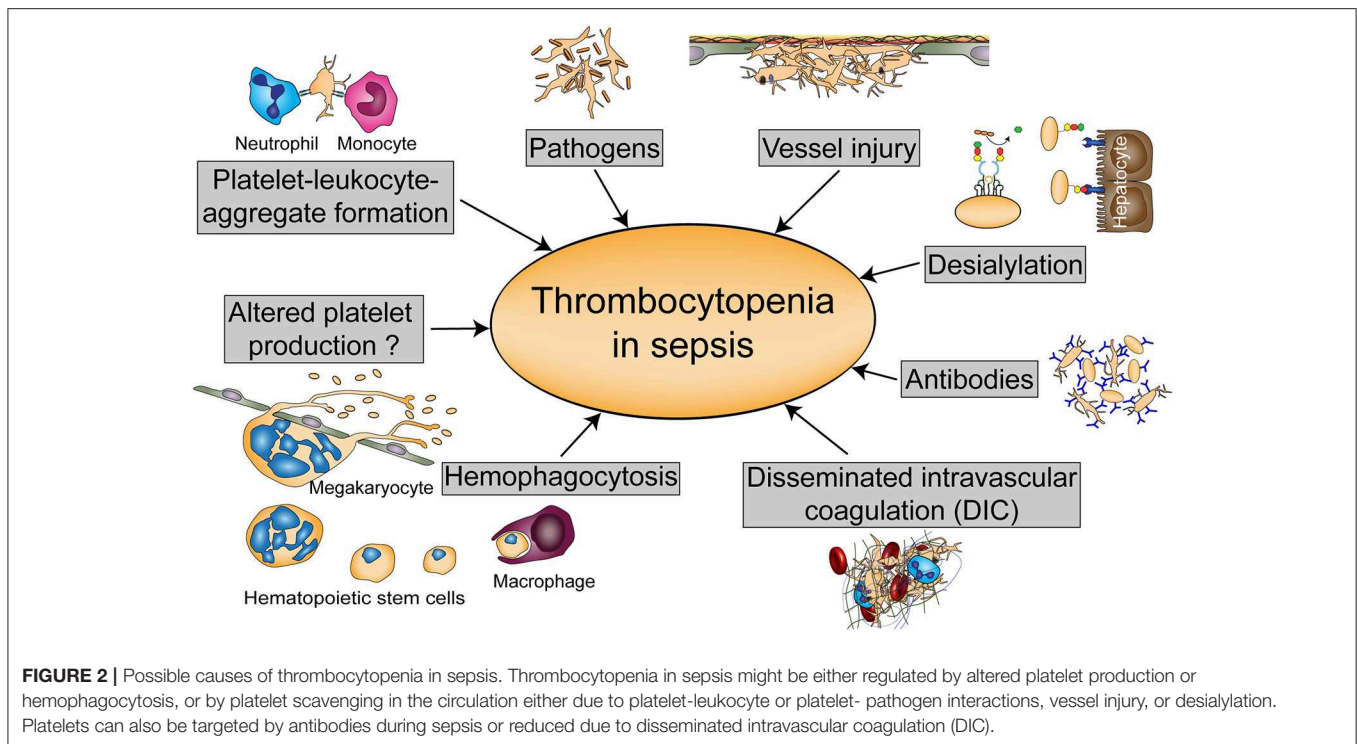 Neutrophil Monocyte
Platelet-leukocyte-
aggregate formation
Pathogens
Vessel injury
Hepatocyte
Desialylation
Thrombocytopenia
in sepsis
Altered platelet
production ?
Antibodies
Megakaryocyte
Hemophagocytosis
Disseminated intravascular
coagulation (DIC)
Macrophage
Hematopoietic stem cells
FIGURE 2 | Possible causes of thrombocytopenia in sepsis. Thrombocytopenia in sepsis might be either regulated by altered platelet production or
hemophagocytosis, or by platelet scavenging in the circulation either due to platelet-leukocyte or platelet- pathogen interactions, vessel injury, or desialylation.
Platelets can also be targeted by antibodies during sepsis or reduced due to disseminated intravascular coagulation (DIC).